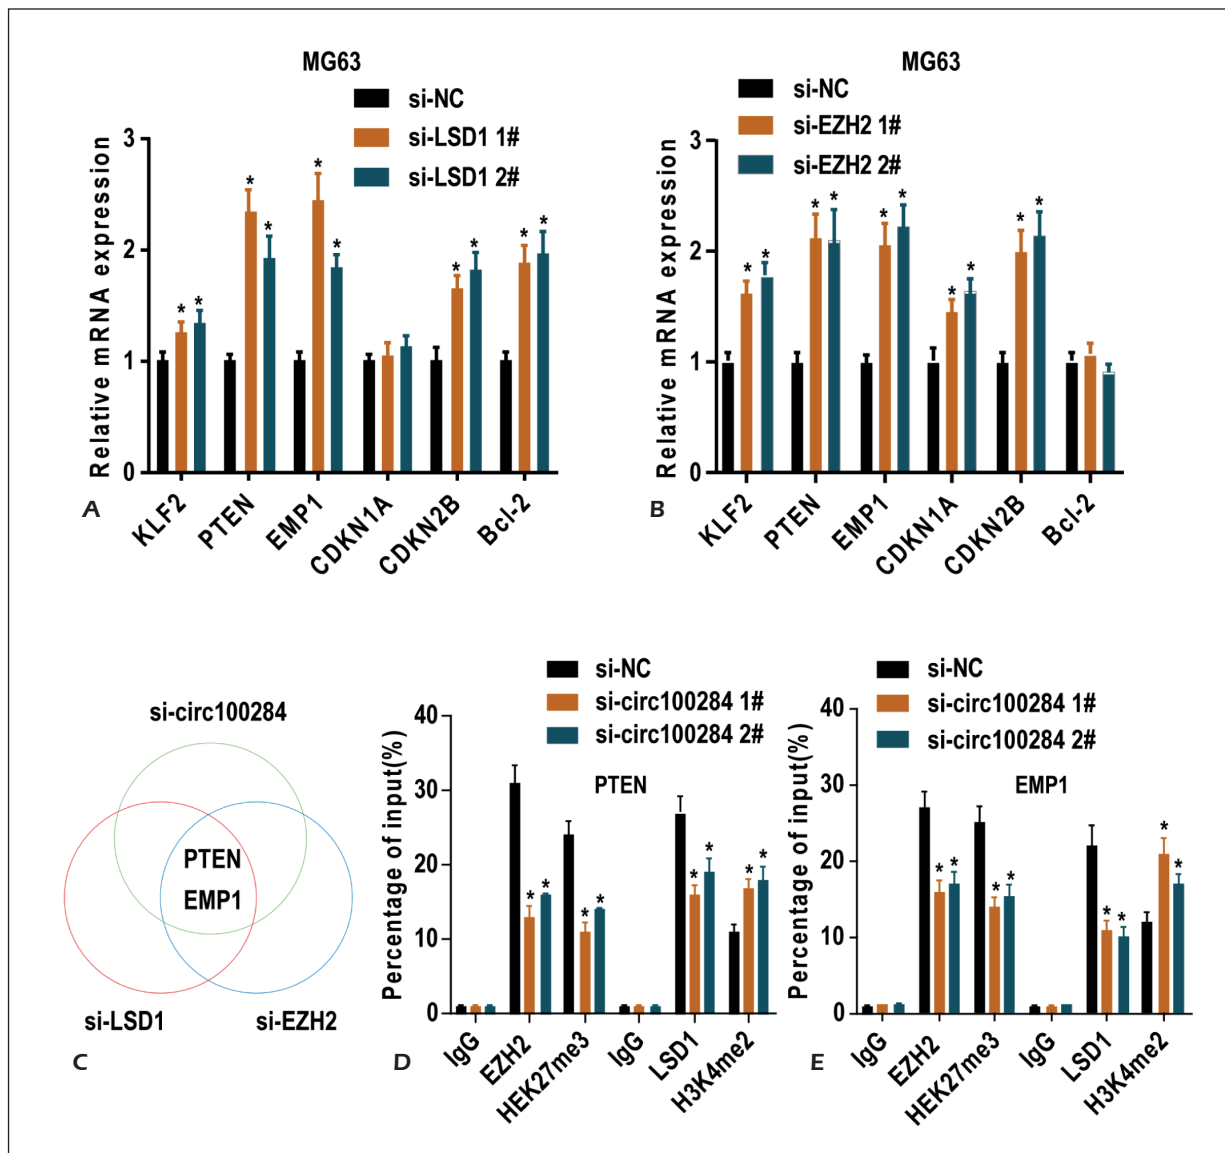 MG63
si-NC
si-LSD1 1#
si-LSD1 2#
Relative mRNA expression
3
2
1
0
* * * * * * * * * *
KLF2
PTEN
EMP1
CDKN1A
CDKN2B
Bcl-2
A
MG63
si-NC
si-EZH2 1#
si-EZH2 2#
Relative mRNA expression
3
2
1
0
* * * * * * * * * *
KLF2
PTEN
EMP1
CDKN1A
CDKN2B
Bcl-2
B
si-circ100284
PTEN
EMP1
si-LSD1
si-EZH2
C
si-NC
si-circ100284 1#
si-circ100284 2#
PTEN
Percentage of input(%)
40
30
20
10
0
* * * * * * * *
IgG
EZH2
HEK27me3
IgG
LSD1
H3K4me2
D
si-NC
si-circ100284 1#
si-circ100284 2#
EMP1
Percentage of input(%)
40
30
20
10
0
* * * * * * * *
IgG
EZH2
HEK27me3
IgG
LSD1
H3K4me2
E